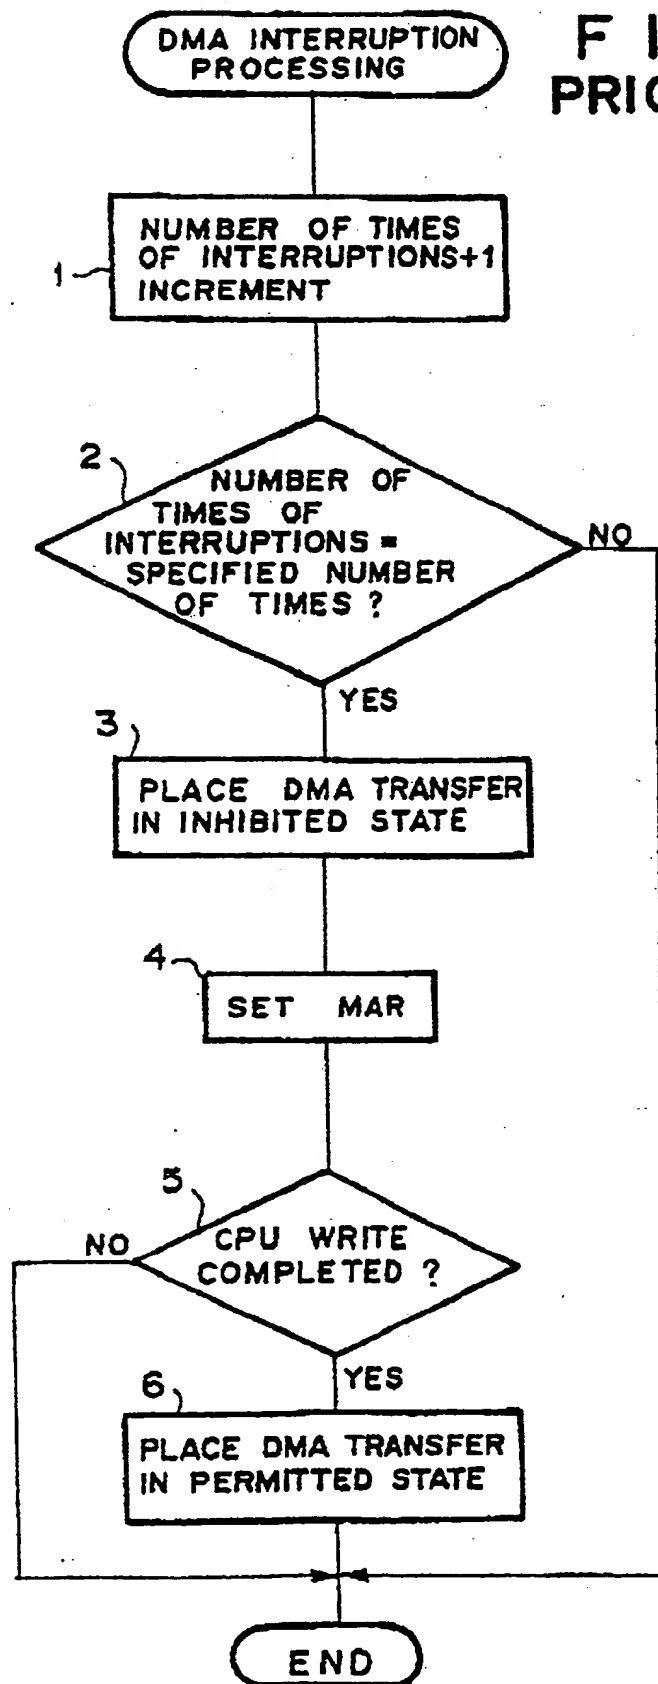 DMA INTERRUPTION
PROCESSING
F
1
NUMBER OF TIMES
OF INTERRUPTIONS+1
INCREMENT
2
NUMBER OF
TIMES OF
INTERRUPTIONS =
SPECIFIED NUMBER
OF TIMES ?
NO
YES
3
PLACE DMA TRANSFER
IN INHIBITED STATE
4
SET MAR
5
CPU WRITE
COMPLETED ?
NO
YES
6
PLACE DMA TRANSFER
IN PERMITTED STATE
END